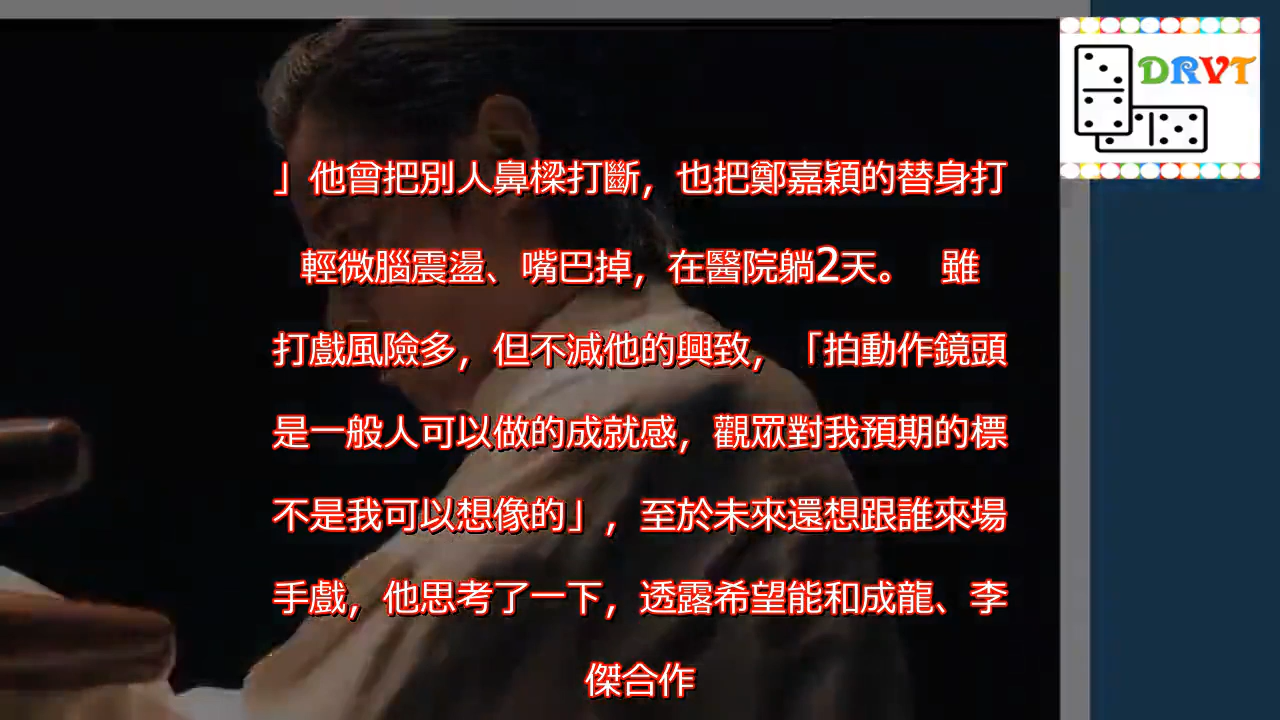 DRVT
」他曾把別人鼻樑打斷，也把鄭嘉穎的替身打
輕微腦震盪、嘴巴掉，在醫院躺2天。　雖
打戲風險多，但不減他的興致，「拍動作鏡頭
是一般人可以做的成就感，觀眾對我預期的標
不是我可以想像的」，至於未來還想跟誰來場
手戲，他思考了一下，透露希望能和成龍、李
傑合作